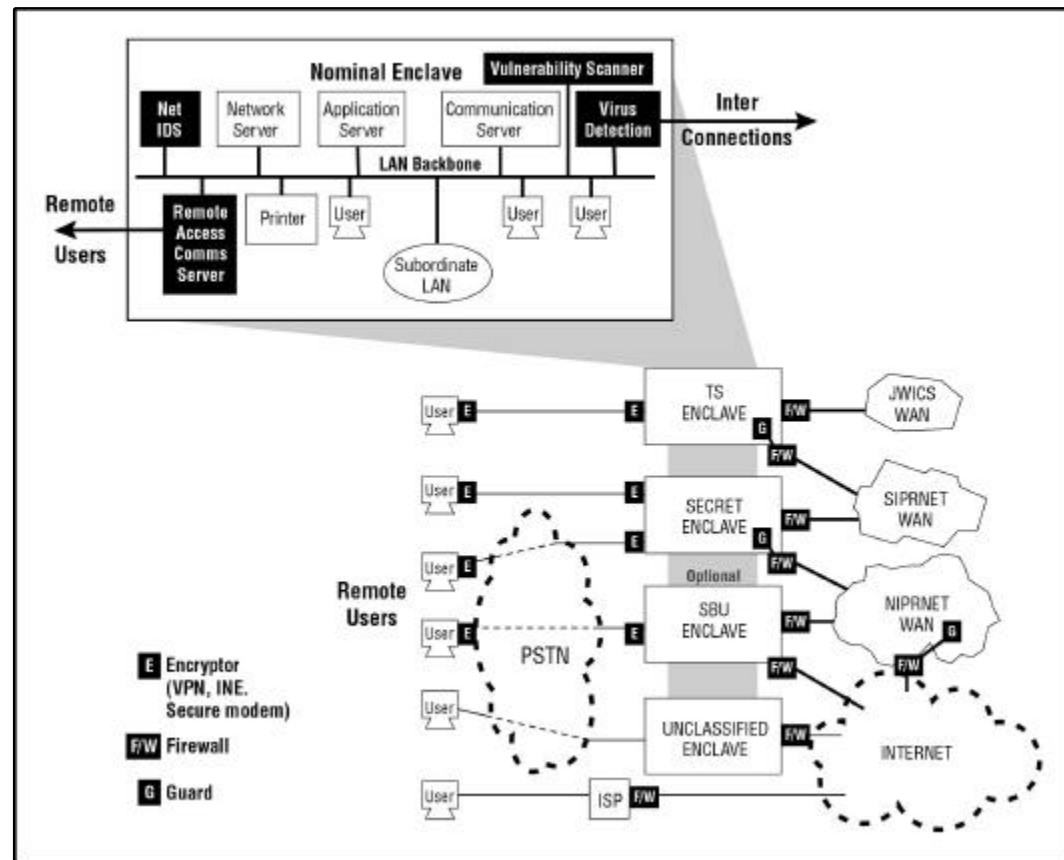 Nominal Enclave
Vulnerability Scanner
Net
IDS
Network
Server
Application
Server
Communication
Server
Virus
Detection
Inter
Connections
LAN Backbone
Remote
Users
Remote
Access
Comms
Server
Printer
User
Subordinate
LAN
User
User
User
E
E
TS
ENCLAVE
G
F/W
F/W
JWICS
WAN
User
E
E
SECRET
ENCLAVE
G
F/W
F/W
SIPRNET
WAN
User
E
E
Optional
Remote
Users
User
E
PSTN
E
SBU
ENCLAVE
F/W
F/W
NIPRNET
WAN
G
F/W
User
UNCLASSIFIED
ENCLAVE
F/W
INTERNET
User
ISP
F/W
E Encryptor
(VPN, INE.
Secure modem)
F/W Firewall
G Guard